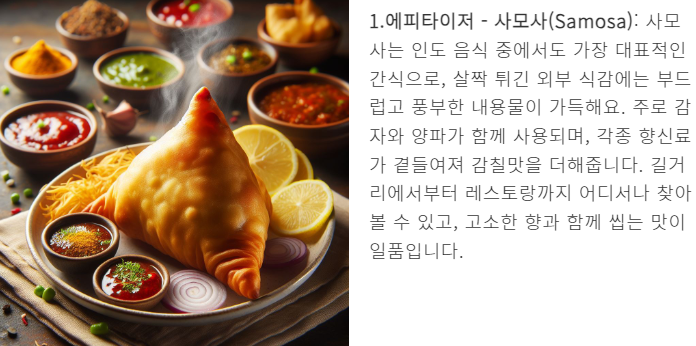 1.에피타이저 - 사모사(Samosa): 사모
사는 인도 음식 중에서도 가장 대표적인
간식으로, 살짝 튀긴 외부 식감에는 부드
럽고 풍부한 내용물이 가득해요. 주로 감
자와 양파가 함께 사용되며, 각종 향신료
가 곁들여져 감칠맛을 더해줍니다. 길거
리에서부터 레스토랑까지 어디서나 찾아
볼 수 있고, 고소한 향과 함께 씹는 맛이
일품입니다.